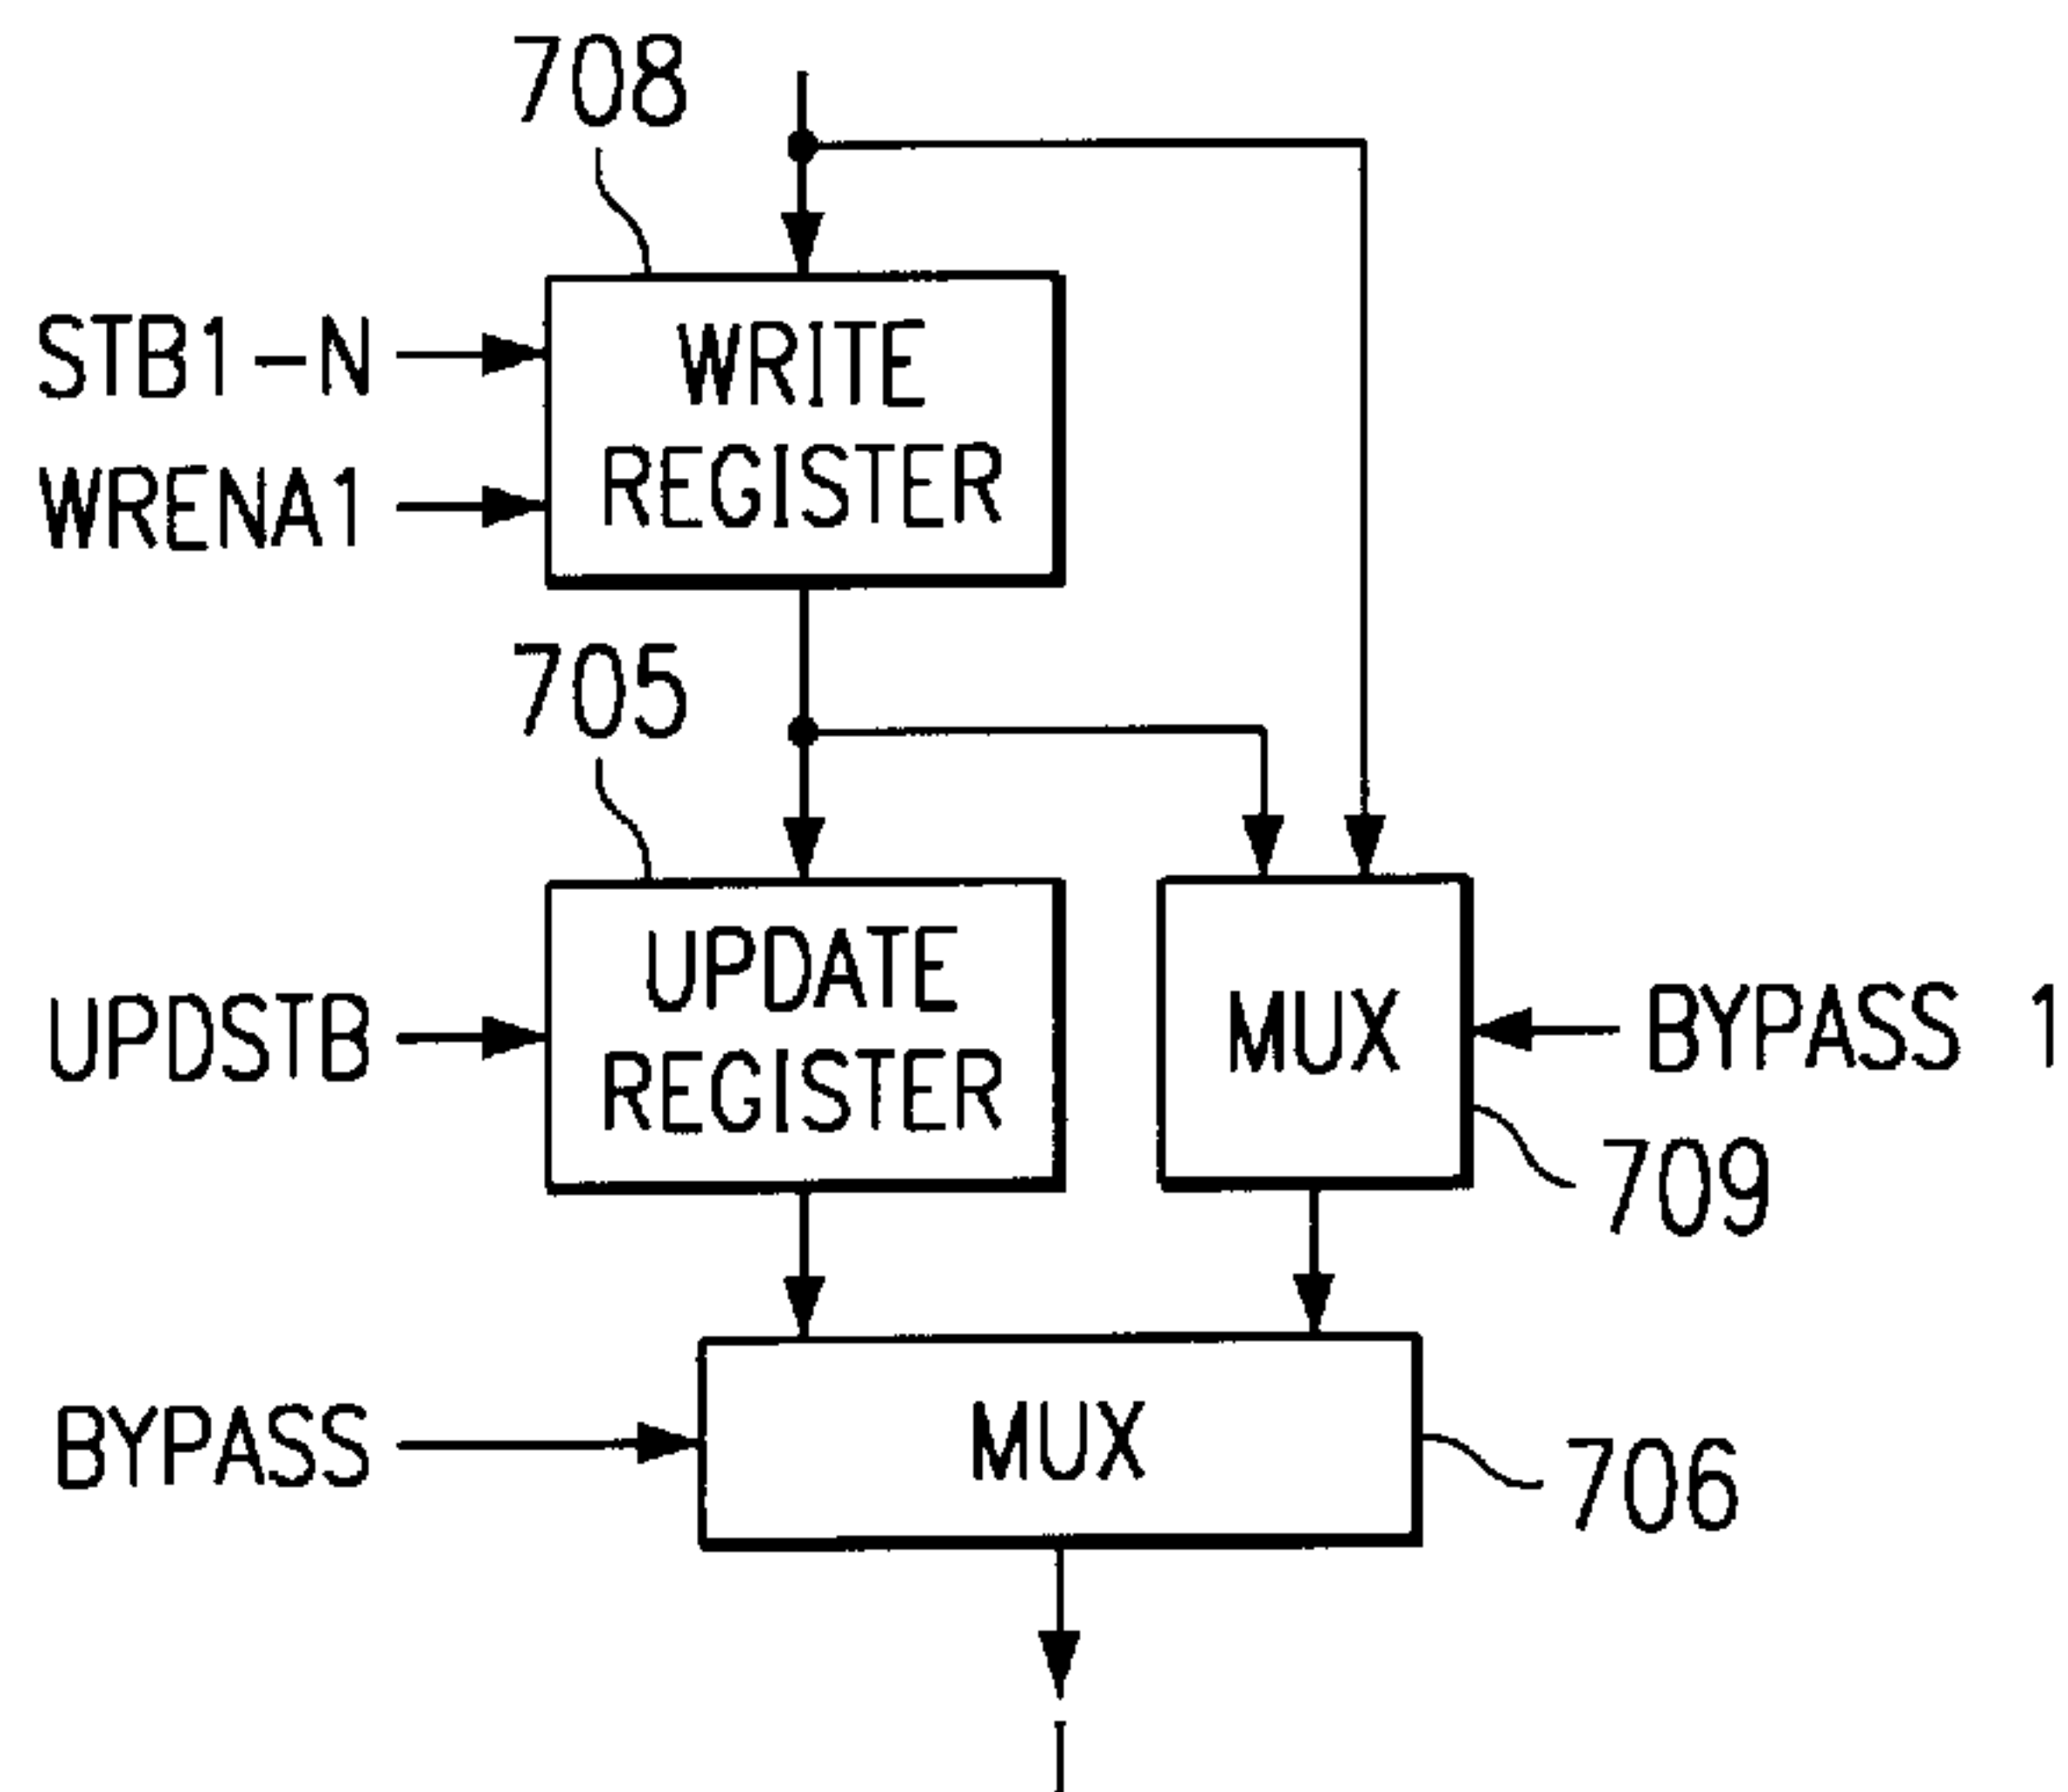 708
STB1-N
WRENA1
WRITE
REGISTER
705
UPDSTB
UPDATE
REGISTER
MUX
BYPASS 1
709
BYPASS
MUX
706